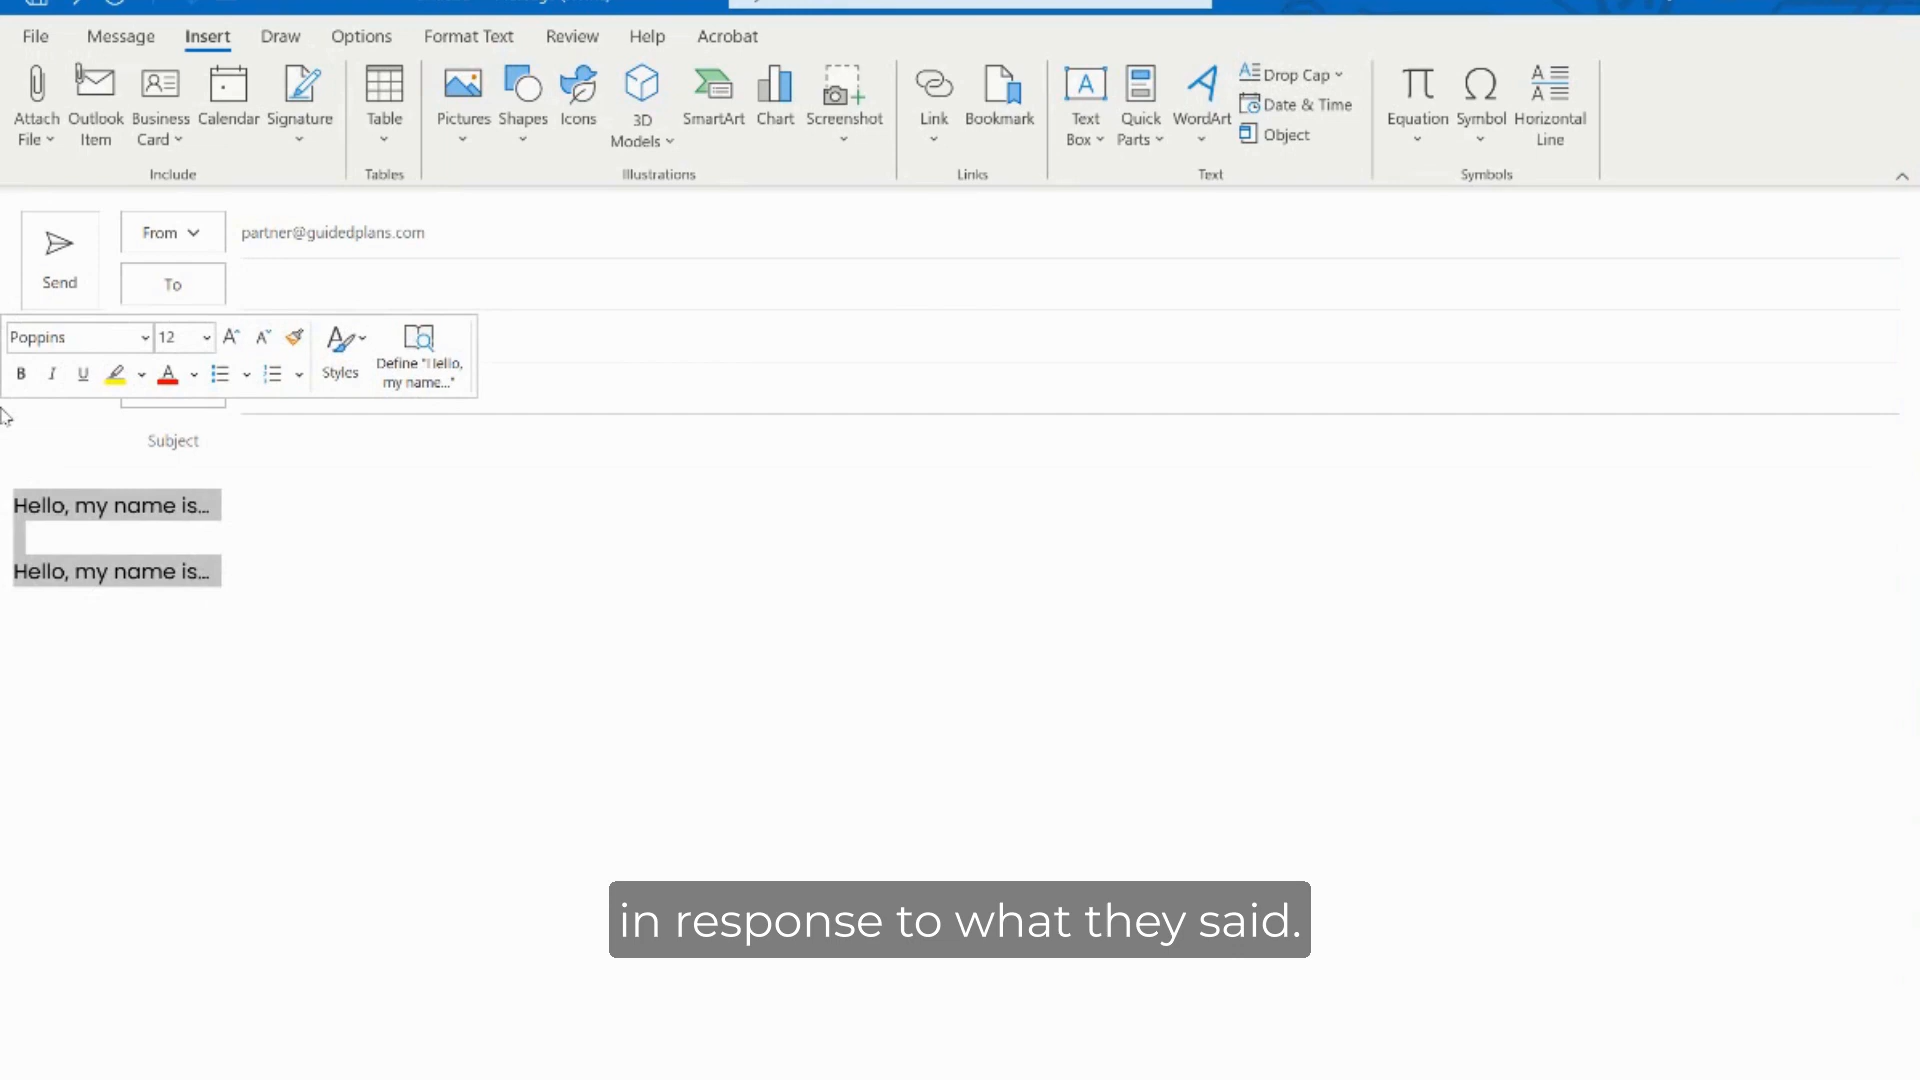 File Message Insert Draw Options Format Text Review Help Acrobat
Attach File
Outlook Item
Business Card
Calendar
Signature
Include
Table
Tables
Pictures
Shapes
Icons
3D Models
SmartArt
Chart
Screenshot
Illustrations
Link
Bookmark
Links
Text Box
Quick Parts
WordArt
Drop Cap
Date & Time
Object
Text
Equation
Symbol
Horizontal Line
Symbols
Send
From
partner@guidedplans.com
To
Poppins 12
B I U
Styles
Define "Hello,
my name..."
Subject
Hello, my name is...
Hello, my name is...
in response to what they said.